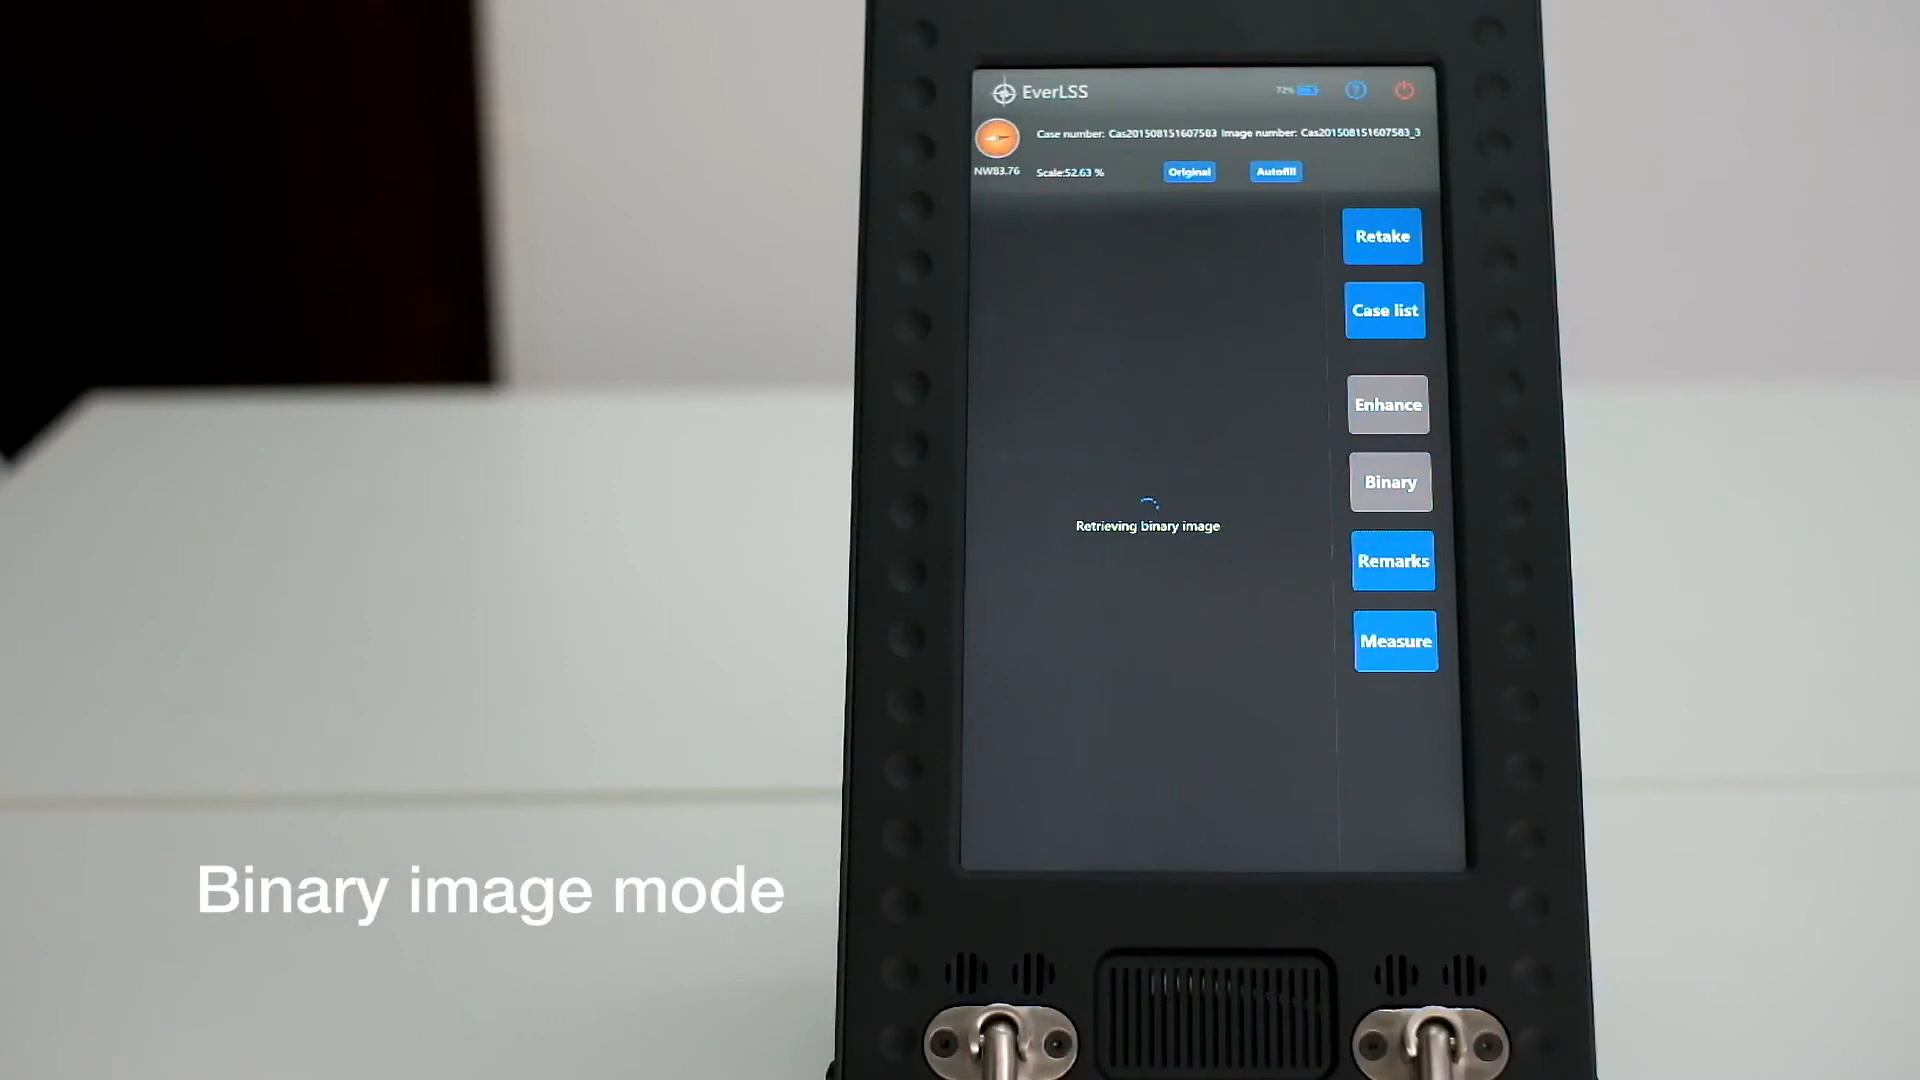 EverLSS
72%
Case number: Cas201508151607583 Image number: Cas201508151607583_3
NW83.76
Scale:52.63 %
Original
Autofill
Retake
Case list
Enhance
Binary
Retrieving binary image
Remarks
Measure
Binary image mode